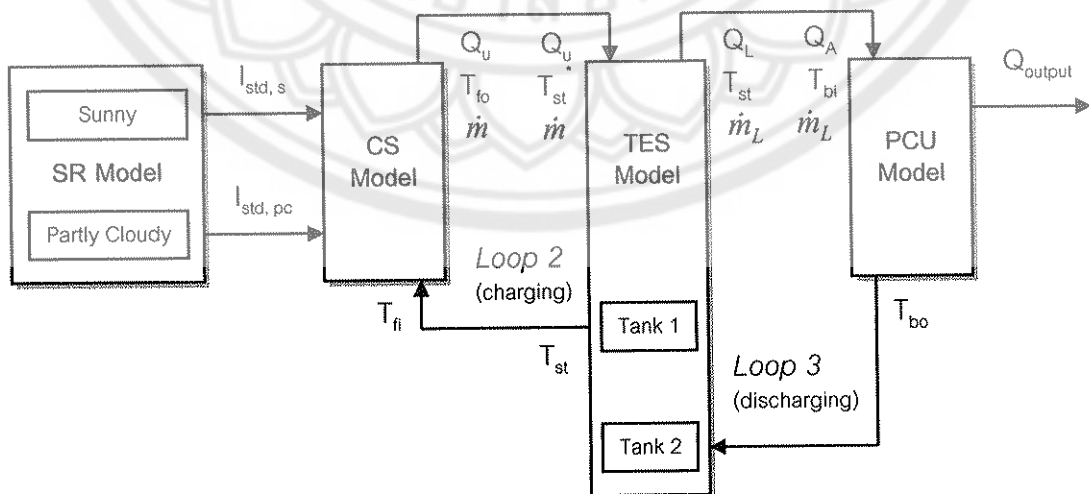 Sunny
SR Model
Partly Cloudy
I_std, s
I_std, pc
CS
Model
Q_u
T_fo
ṁ
Q_u
T_st*
ṁ
Loop 2
(charging)
T_fi
T_st
TES
Model
Tank 1
Tank 2
Q_L
T_st
ṁ_L
Q_A
T_bi
ṁ_L
PCU
Model
Q_output
T_bo
Loop 3
(discharging)